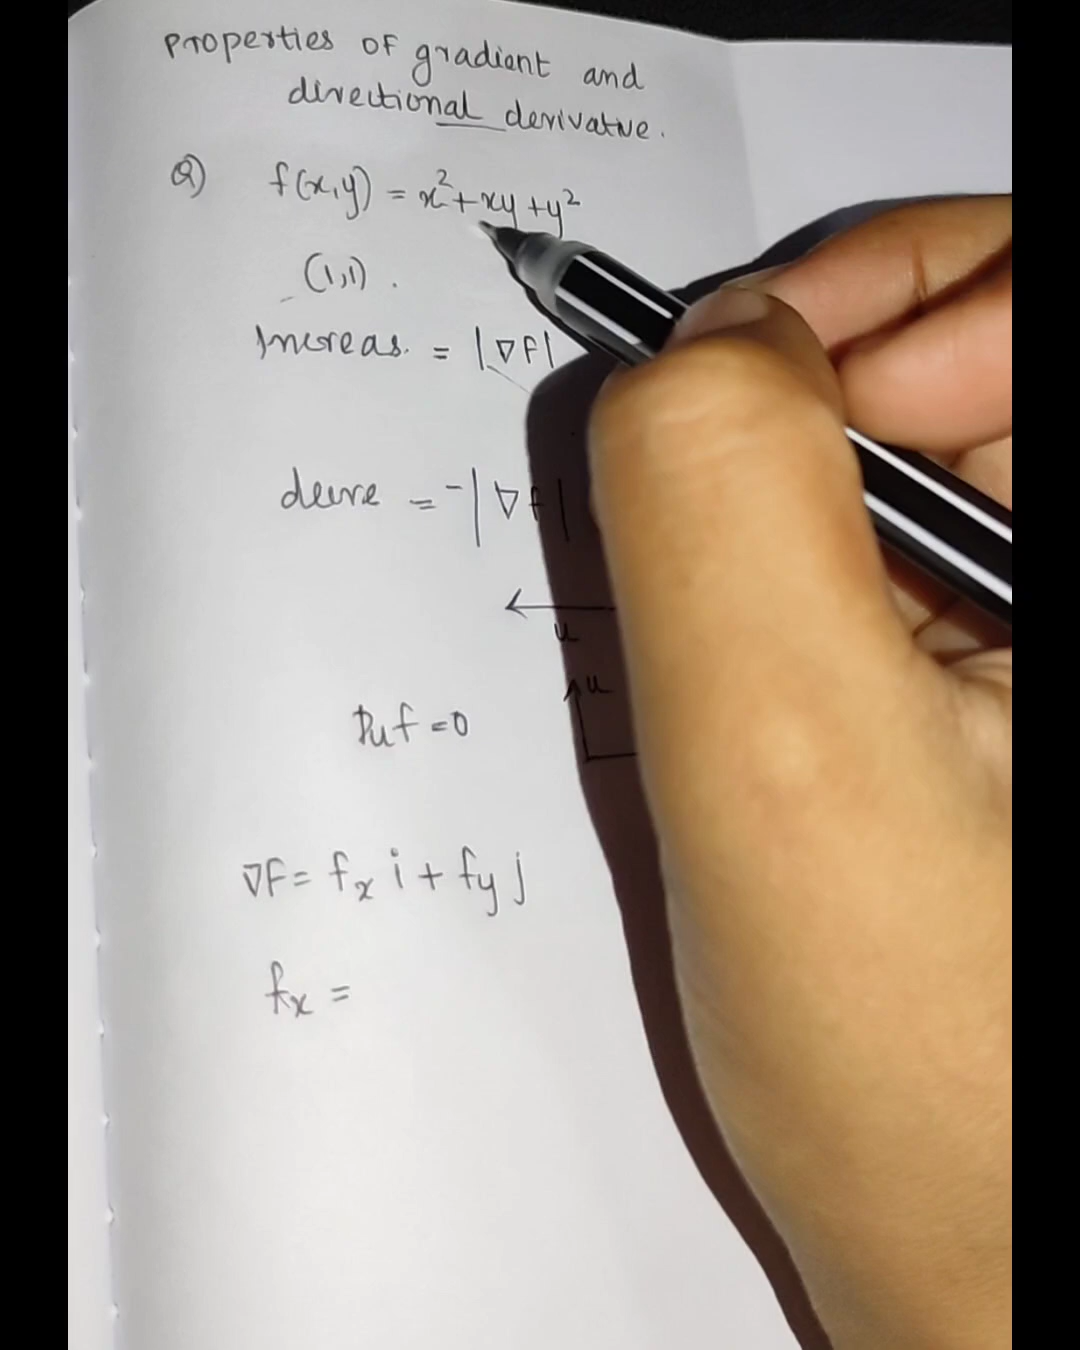 Properties of gradient and
directional derivative.
Q) f(x,y) = x²+xy+y²
(1,1).
Increas. = |∇f|
decre = -|∇f|
u
u
Duf =0
∇f= fx i + fy j
fx =